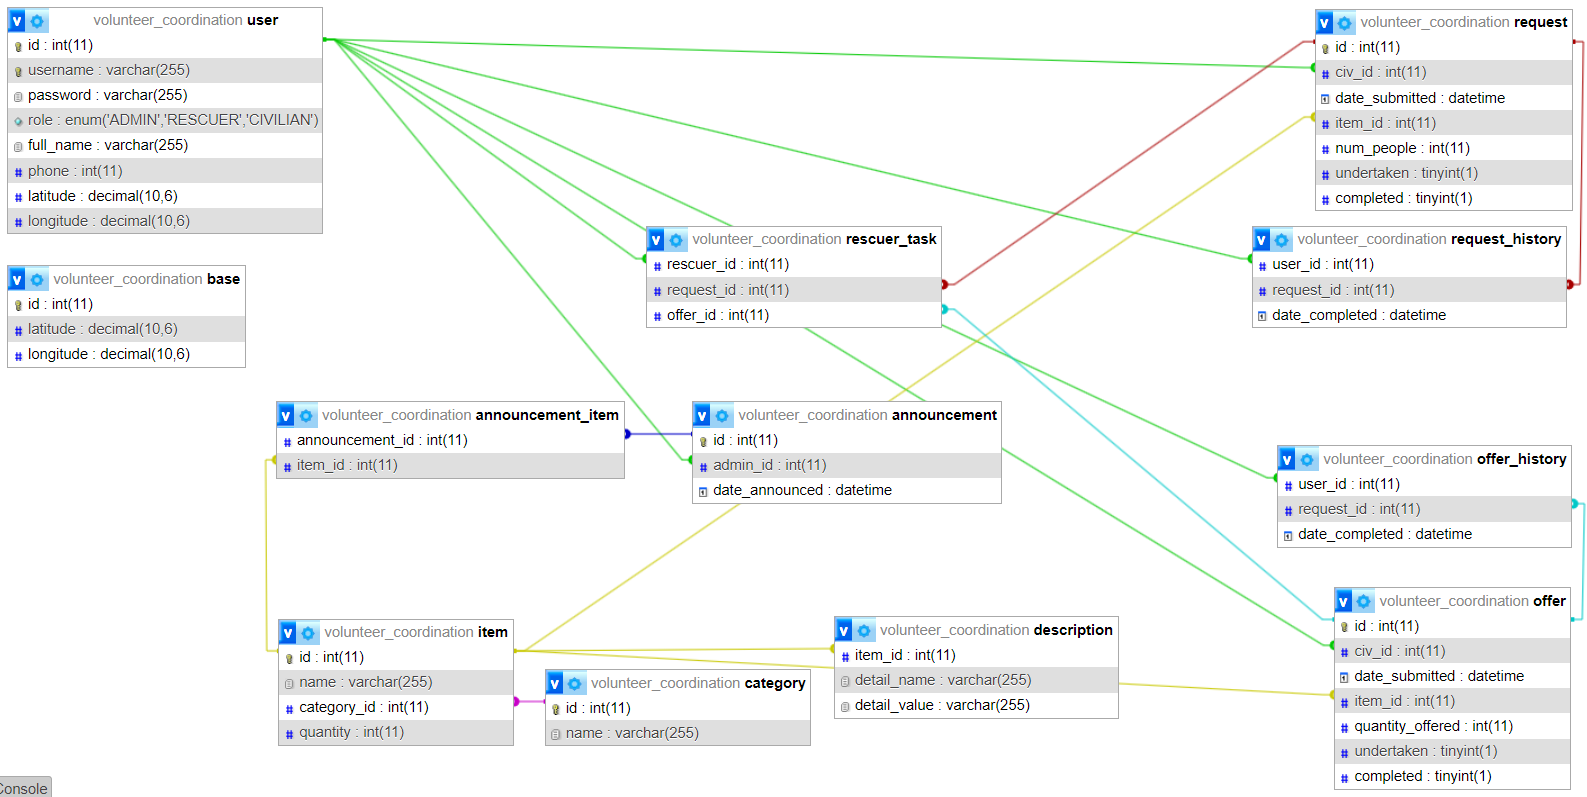 volunteer_coordination user
id : int(11)
username : varchar(255)
password : varchar(255)
role : enum('ADMIN','RESCUER','CIVILIAN')
full_name : varchar(255)
phone : int(11)
latitude : decimal(10,6)
longitude : decimal(10,6)
volunteer_coordination request
id : int(11)
civ_id : int(11)
date_submitted : datetime
item_id : int(11)
num_people : int(11)
undertaken : tinyint(1)
completed : tinyint(1)
volunteer_coordination base
id : int(11)
latitude : decimal(10,6)
longitude : decimal(10,6)
volunteer_coordination rescuer_task
rescuer_id : int(11)
request_id : int(11)
offer_id : int(11)
volunteer_coordination request_history
user_id : int(11)
request_id : int(11)
date_completed : datetime
volunteer_coordination announcement_item
announcement_id : int(11)
item_id : int(11)
volunteer_coordination announcement
id : int(11)
admin_id : int(11)
date_announced : datetime
volunteer_coordination offer_history
user_id : int(11)
request_id : int(11)
date_completed : datetime
volunteer_coordination item
id : int(11)
name : varchar(255)
category_id : int(11)
quantity : int(11)
volunteer_coordination category
id : int(11)
name : varchar(255)
volunteer_coordination description
item_id : int(11)
detail_name : varchar(255)
detail_value : varchar(255)
volunteer_coordination offer
id : int(11)
civ_id : int(11)
date_submitted : datetime
item_id : int(11)
quantity_offered : int(11)
undertaken : tinyint(1)
completed : tinyint(1)
Console